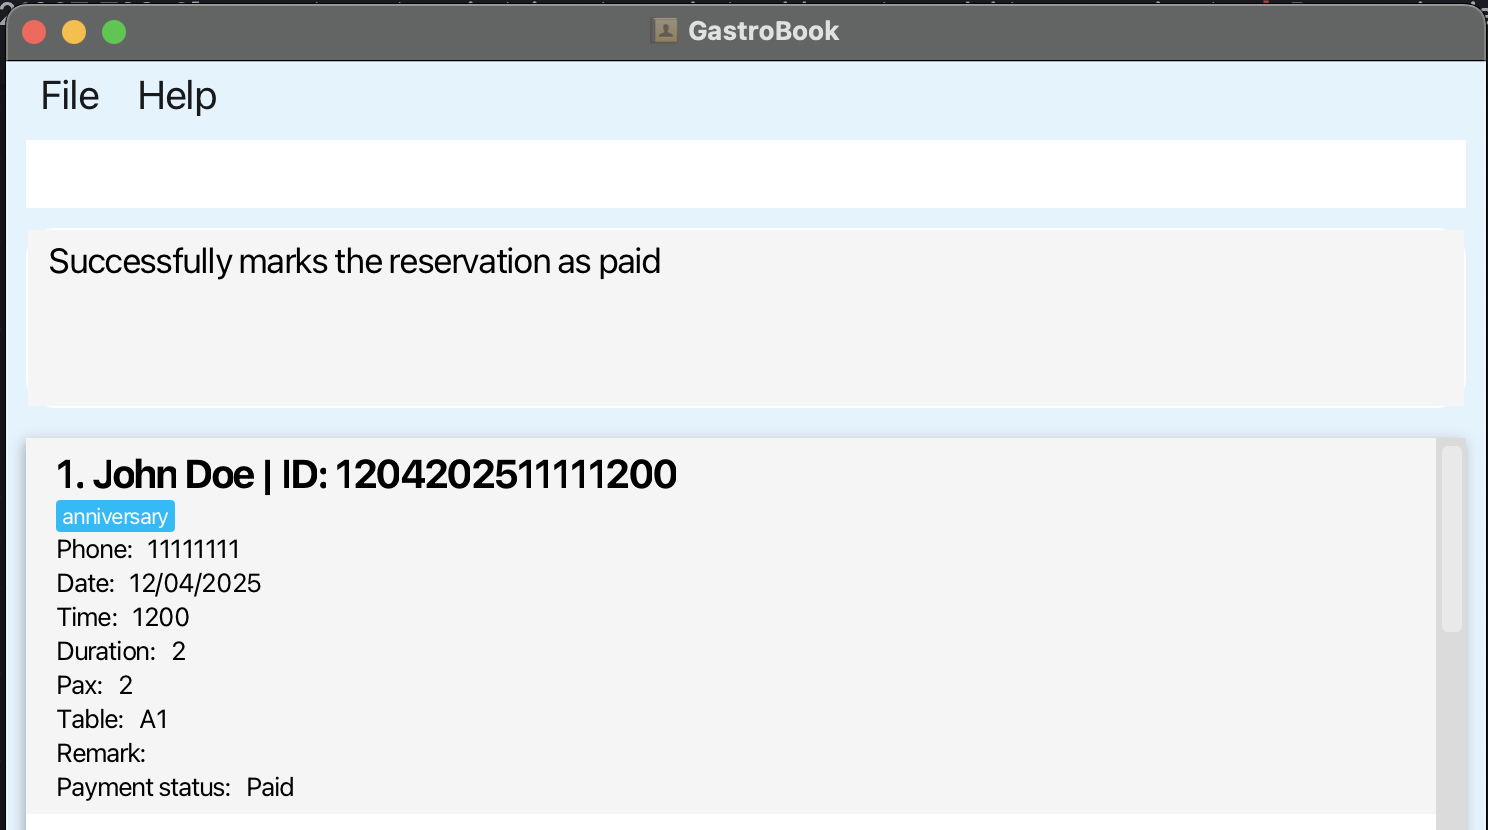 GastroBook
File Help
Successfully marks the reservation as paid
1. John Doe | ID: 1204202511111200
anniversary
Phone: 11111111
Date: 12/04/2025
Time: 1200
Duration: 2
Pax: 2
Table: A1
Remark:
Payment status: Paid